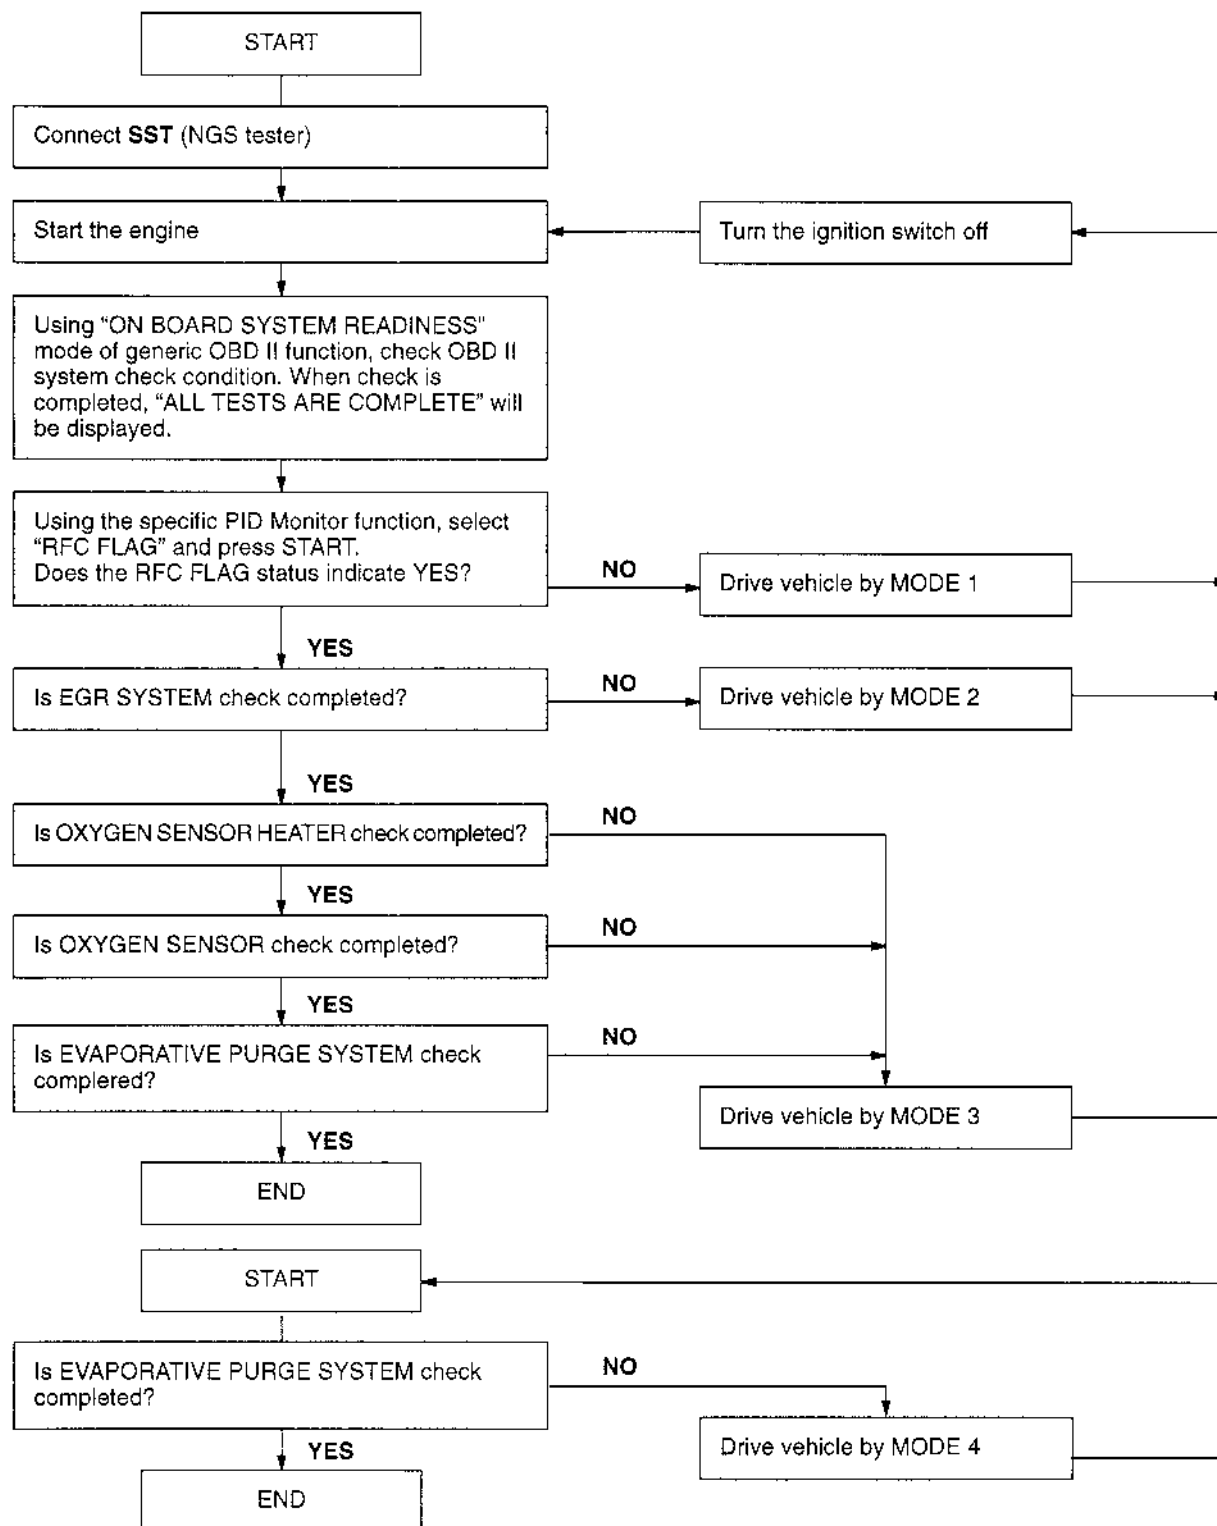 START
Connect SST (NGS tester)
Start the engine
Turn the ignition switch off
Using “ON BOARD SYSTEM READINESS”
mode of generic OBD II function, check OBD II
system check condition. When check is
completed, “ALL TESTS ARE COMPLETE” will
be displayed.
Using the specific PID Monitor function, select
“RFC FLAG” and press START.
Does the RFC FLAG status indicate YES?
NO
Drive vehicle by MODE 1
YES
Is EGR SYSTEM check completed?
NO
Drive vehicle by MODE 2
YES
Is OXYGEN SENSOR HEATER check completed?
NO
YES
Is OXYGEN SENSOR check completed?
NO
YES
Is EVAPORATIVE PURGE SYSTEM check
complered?
NO
Drive vehicle by MODE 3
YES
END
START
Is EVAPORATIVE PURGE SYSTEM check
completed?
NO
Drive vehicle by MODE 4
YES
END